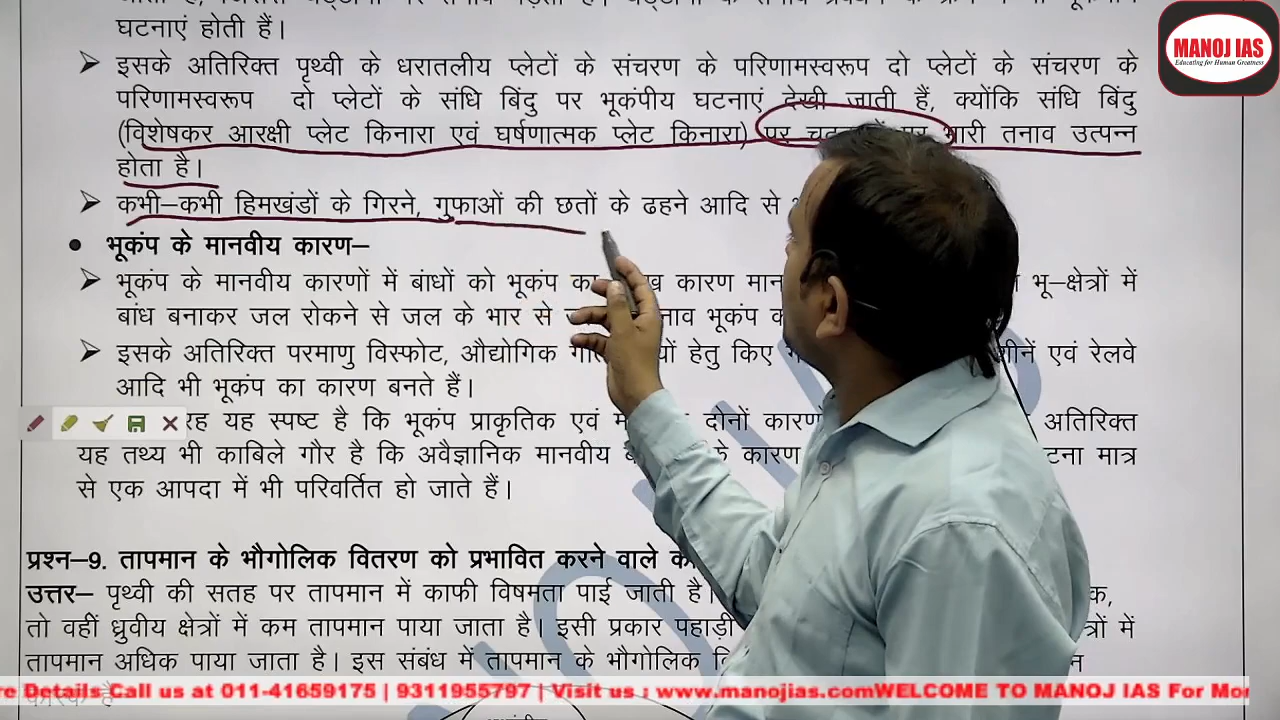 घटनाएं होती हैं।
➤ इसके अतिरिक्त पृथ्वी के धरातलीय प्लेटों के संचरण के परिणामस्वरूप दो प्लेटों के संचरण के
परिणामस्वरूप दो प्लेटों के संधि बिंदु पर भूकंपीय घटनाएं देखी जाती हैं, क्योंकि संधि बिंदु
(विशेषकर आरक्षी प्लेट किनारा एवं घर्षणात्मक प्लेट किनारा) पर पर भारी तनाव उत्पन्न
होता है।
➤ कभी–कभी हिमखंडों के गिरने, गुफाओं की छतों के ढहने आदि से
• भूकंप के मानवीय कारण–
➤ भूकंप के मानवीय कारणों में बांधों को भूकंप का कारण भू–क्षेत्रों में
बांध बनाकर जल रोकने से जल के भार से भूकंप
➤ इसके अतिरिक्त परमाणु विस्फोट, औद्योगिक हेतु किए एवं रेलवे
आदि भी भूकंप का कारण बनते हैं।
यह स्पष्ट है कि भूकंप प्राकृतिक एवं दोनों अतिरिक्त
यह तथ्य भी काबिले गौर है कि अवैज्ञानिक मानवीय के कारण मात्र
से एक आपदा में भी परिवर्तित हो जाते हैं।
प्रश्न–9. तापमान के भौगोलिक वितरण को प्रभावित करने वाले
उत्तर– पृथ्वी की सतह पर तापमान में काफी विषमता पाई जाती है।
तो वहीं ध्रुवीय क्षेत्रों में कम तापमान पाया जाता है। इसी प्रकार पहाड़ी में
तापमान अधिक पाया जाता है। इस संबंध में तापमान के भौगोलिक
MANOJ IAS
Educating for Human Greatness
Details Call us at 011-41659175 | 9311955797 | Visit us : www.manojias.comWELCOME TO MANOJ IAS For